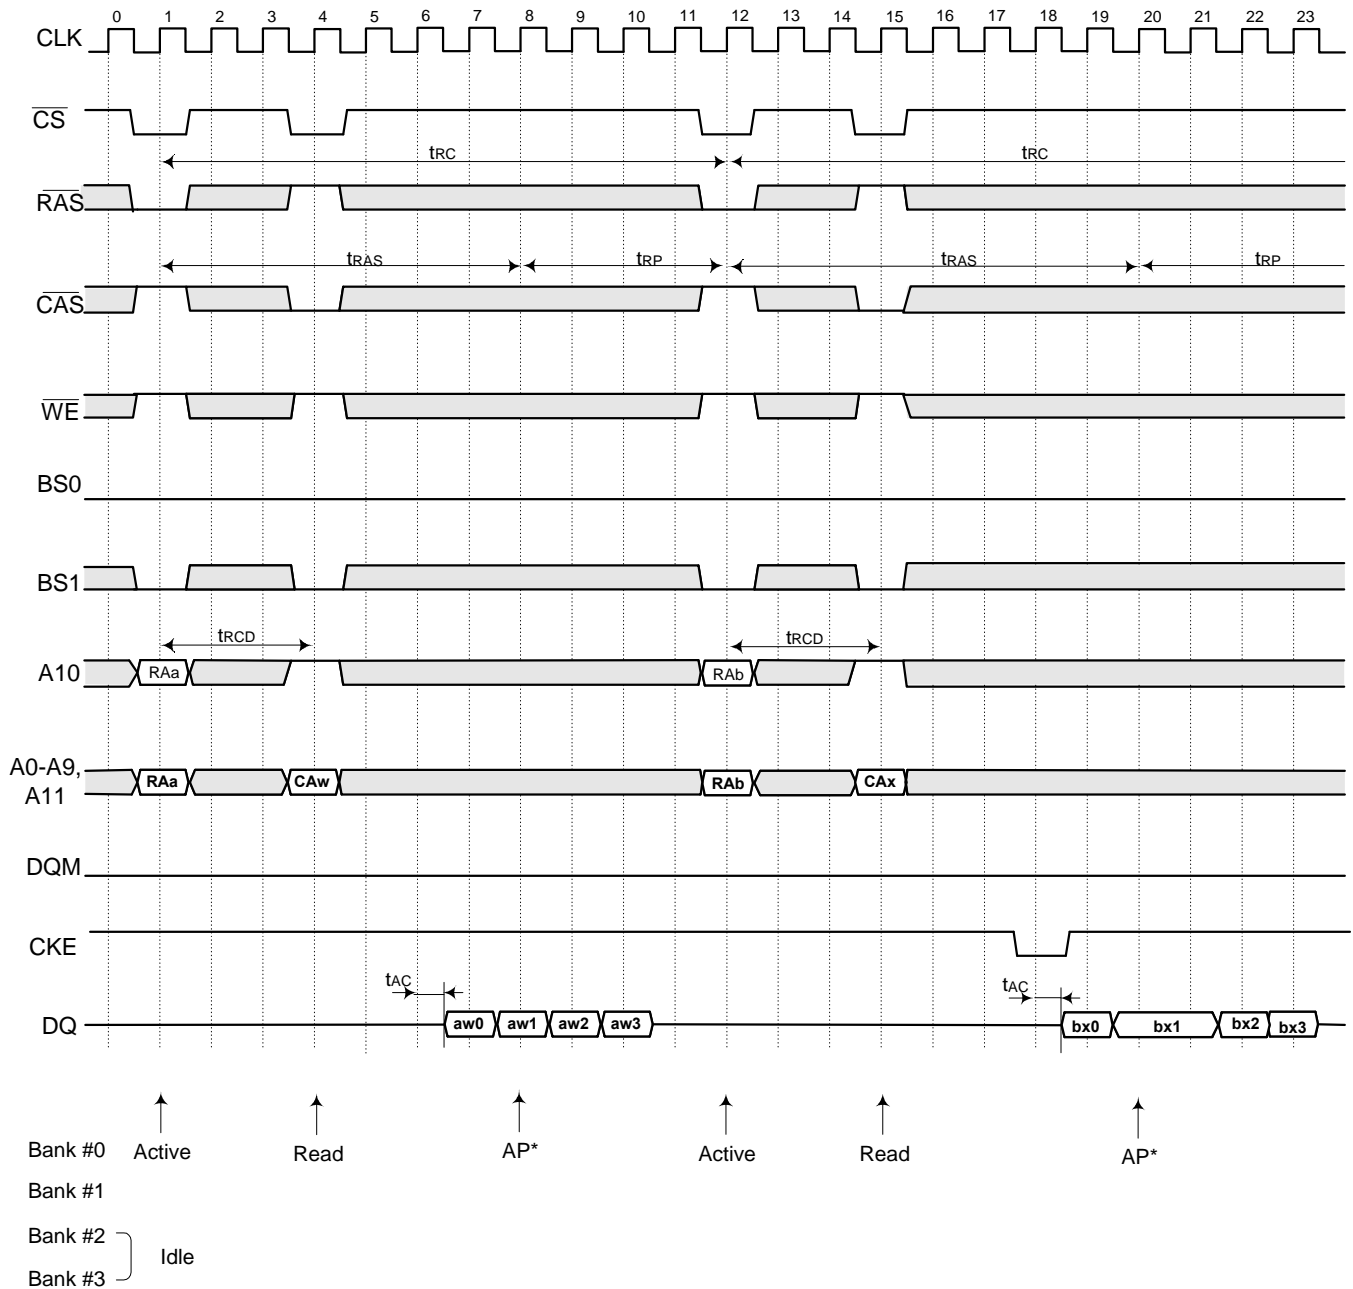 0 1 2 3 4 5 6 7 8 9 10 11 12 13 14 15 16 17 18 19 20 21 22 23
CLK
CS
tRC tRC
RAS
tRAS tRP tRAS tRP
CAS
WE
BS0
BS1
tRCD tRCD
A10 RAa RAb
A0-A9,
A11 RAa CAw RAb CAx
DQM
CKE
tAC tAC
DQ aw0 aw1 aw2 aw3 bx0 bx1 bx2 bx3
Bank #0 Active Read AP* Active Read AP*
Bank #1
Bank #2
Idle
Bank #3